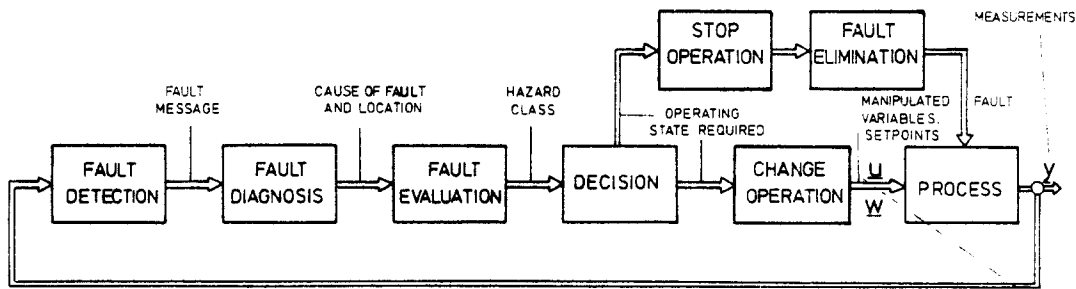 MEASUREMENTS
STOP
OPERATION
FAULT
ELIMINATION
FAULT
MESSAGE
CAUSE OF FAULT
AND LOCATION
HAZARD
CLASS
OPERATING
STATE REQUIRED
MANIPULATED
VARIABLES,
SETPOINTS
FAULT
FAULT
DETECTION
FAULT
DIAGNOSIS
FAULT
EVALUATION
DECISION
CHANGE
OPERATION
u
w
PROCESS
y